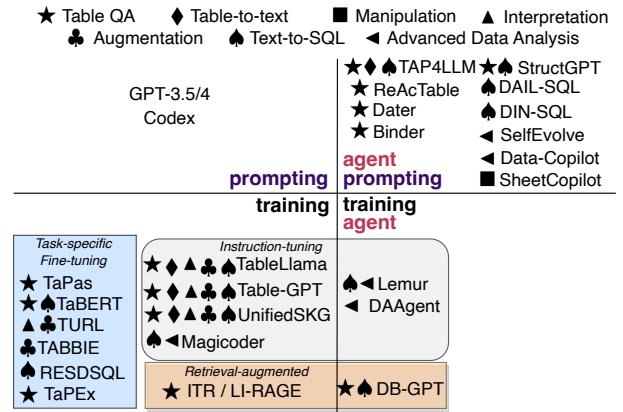 ★ Table QA ♦ Table-to-text ■ Manipulation ▲ Interpretation
♣ Augmentation ♠ Text-to-SQL ◄ Advanced Data Analysis
GPT-3.5/4
Codex
prompting
★♦♠ TAP4LLM
★ ReAcTable
★ Dater
★ Binder
★♠ StructGPT
♠ DAIL-SQL
♠ DIN-SQL
◄ SelfEvolve
◄ Data-Copilot
■ SheetCopilot
agent
prompting
training
training
agent
Task-specific
Fine-tuning
★ TaPas
★♠ TaBERT
▲♣ TURL
♣ TABBIE
♠ RESDSQL
★ TaPEx
Instruction-tuning
★♦▲♣♠ TableLlama
★♦▲♣♠ Table-GPT
★♦▲♣♠ UnifiedSKG
♠◄ Magicoder
♠◄ Lemur
◄ DAAgent
Retrieval-augmented
★ ITR / LI-RAGE
★♠ DB-GPT